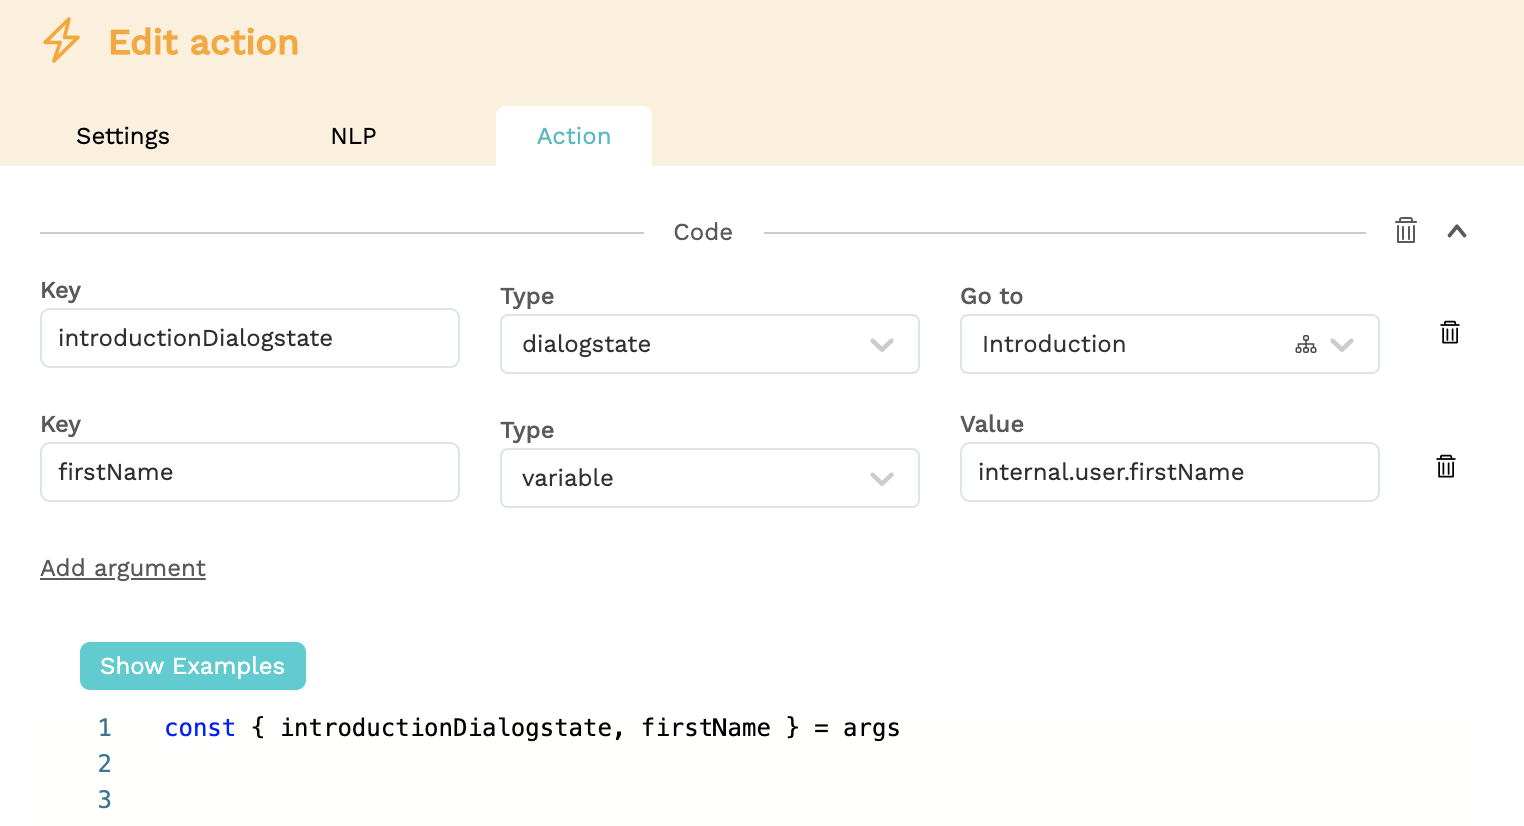 Edit action
Settings NLP Action
Code
Key Type Go to
introductionDialogstate dialogstate Introduction
Key Type Value
firstName variable internal.user.firstName
Add argument
Show Examples
1 const { introductionDialogstate, firstName } = args
2
3